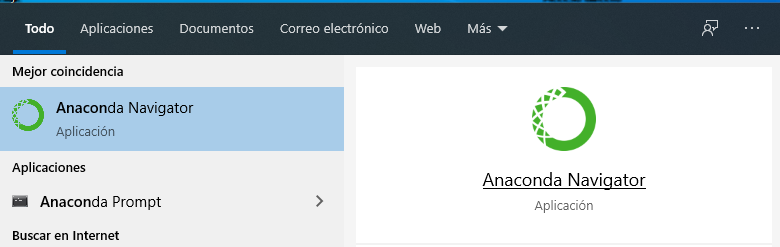 Todo Aplicaciones Documentos Correo electrónico Web Más
Mejor coincidencia
Anaconda Navigator
Aplicación
Aplicaciones
Anaconda Prompt
Buscar en Internet
Anaconda Navigator
Aplicación